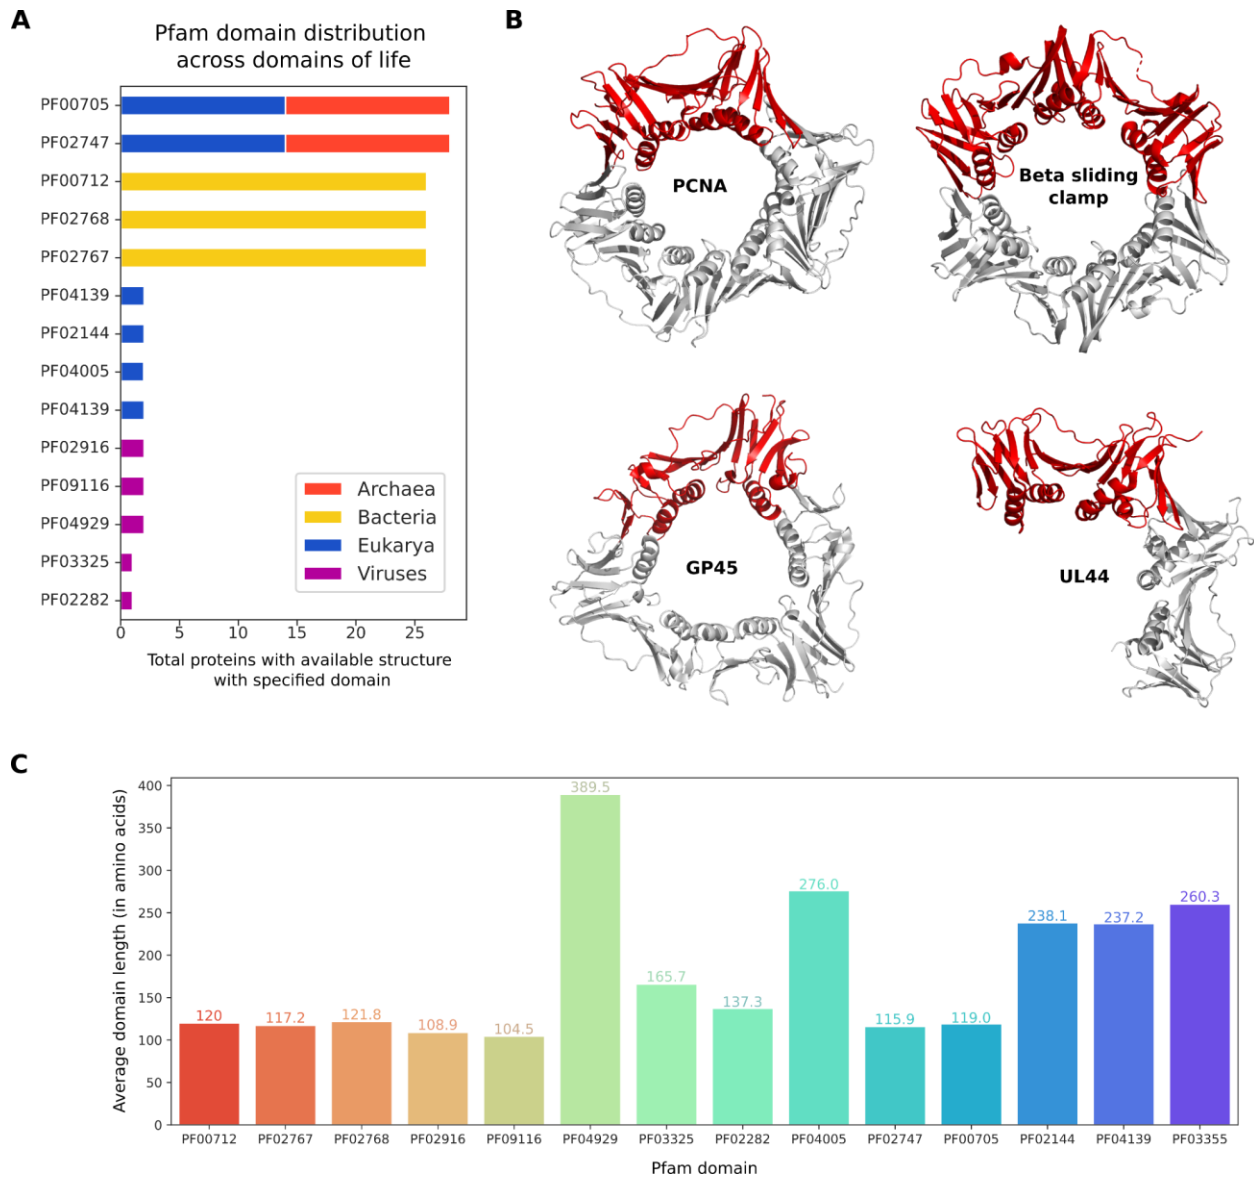 A
Pfam domain distribution
across domains of life
PF00705
PF02747
PF00712
PF02768
PF02767
PF04139
PF02144
PF04005
PF04139
PF02916
PF09116
PF04929
PF03325
PF02282
Archaea
Bacteria
Eukarya
Viruses
0 5 10 15 20 25
Total proteins with available structure
with specified domain
B
PCNA
Beta sliding
clamp
GP45
UL44
C
Average domain length (in amino acids)
400
350
300
250
200
150
100
50
0
120 117.2 121.8 108.9 104.5 389.5 165.7 137.3 276.0 115.9 119.0 238.1 237.2 260.3
PF00712 PF02767 PF02768 PF02916 PF09116 PF04929 PF03325 PF02282 PF04005 PF02747 PF00705 PF02144 PF04139 PF03355
Pfam domain